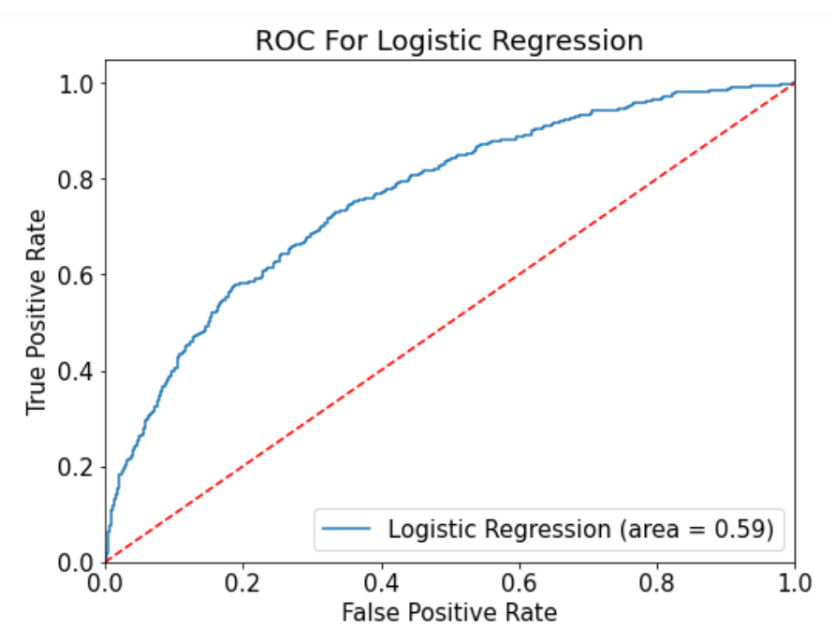 ROC For Logistic Regression
1.0
0.8
0.6
0.4
0.2
0.0
True Positive Rate
Logistic Regression (area = 0.59)
0.0 0.2 0.4 0.6 0.8 1.0
False Positive Rate